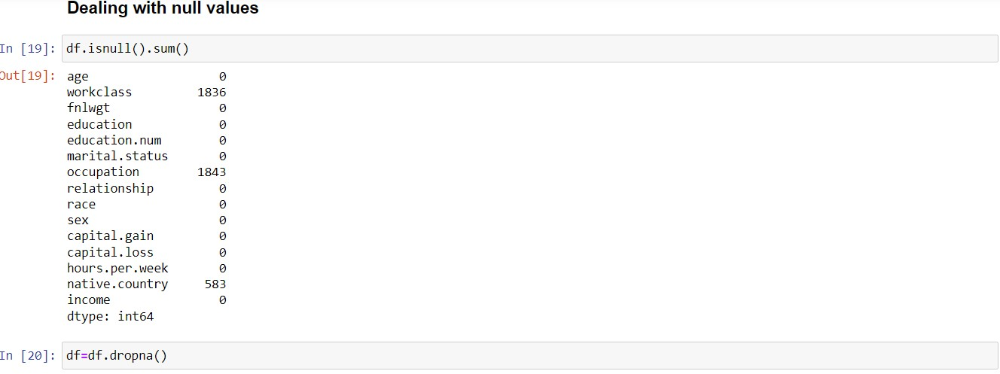 Dealing with null values
In [19]: df.isnull().sum()
Out[19]: age 0
workclass 1836
fnlwgt 0
education 0
education.num 0
marital.status 0
occupation 1843
relationship 0
race 0
sex 0
capital.gain 0
capital.loss 0
hours.per.week 0
native.country 583
income 0
dtype: int64
In [20]: df=df.dropna()